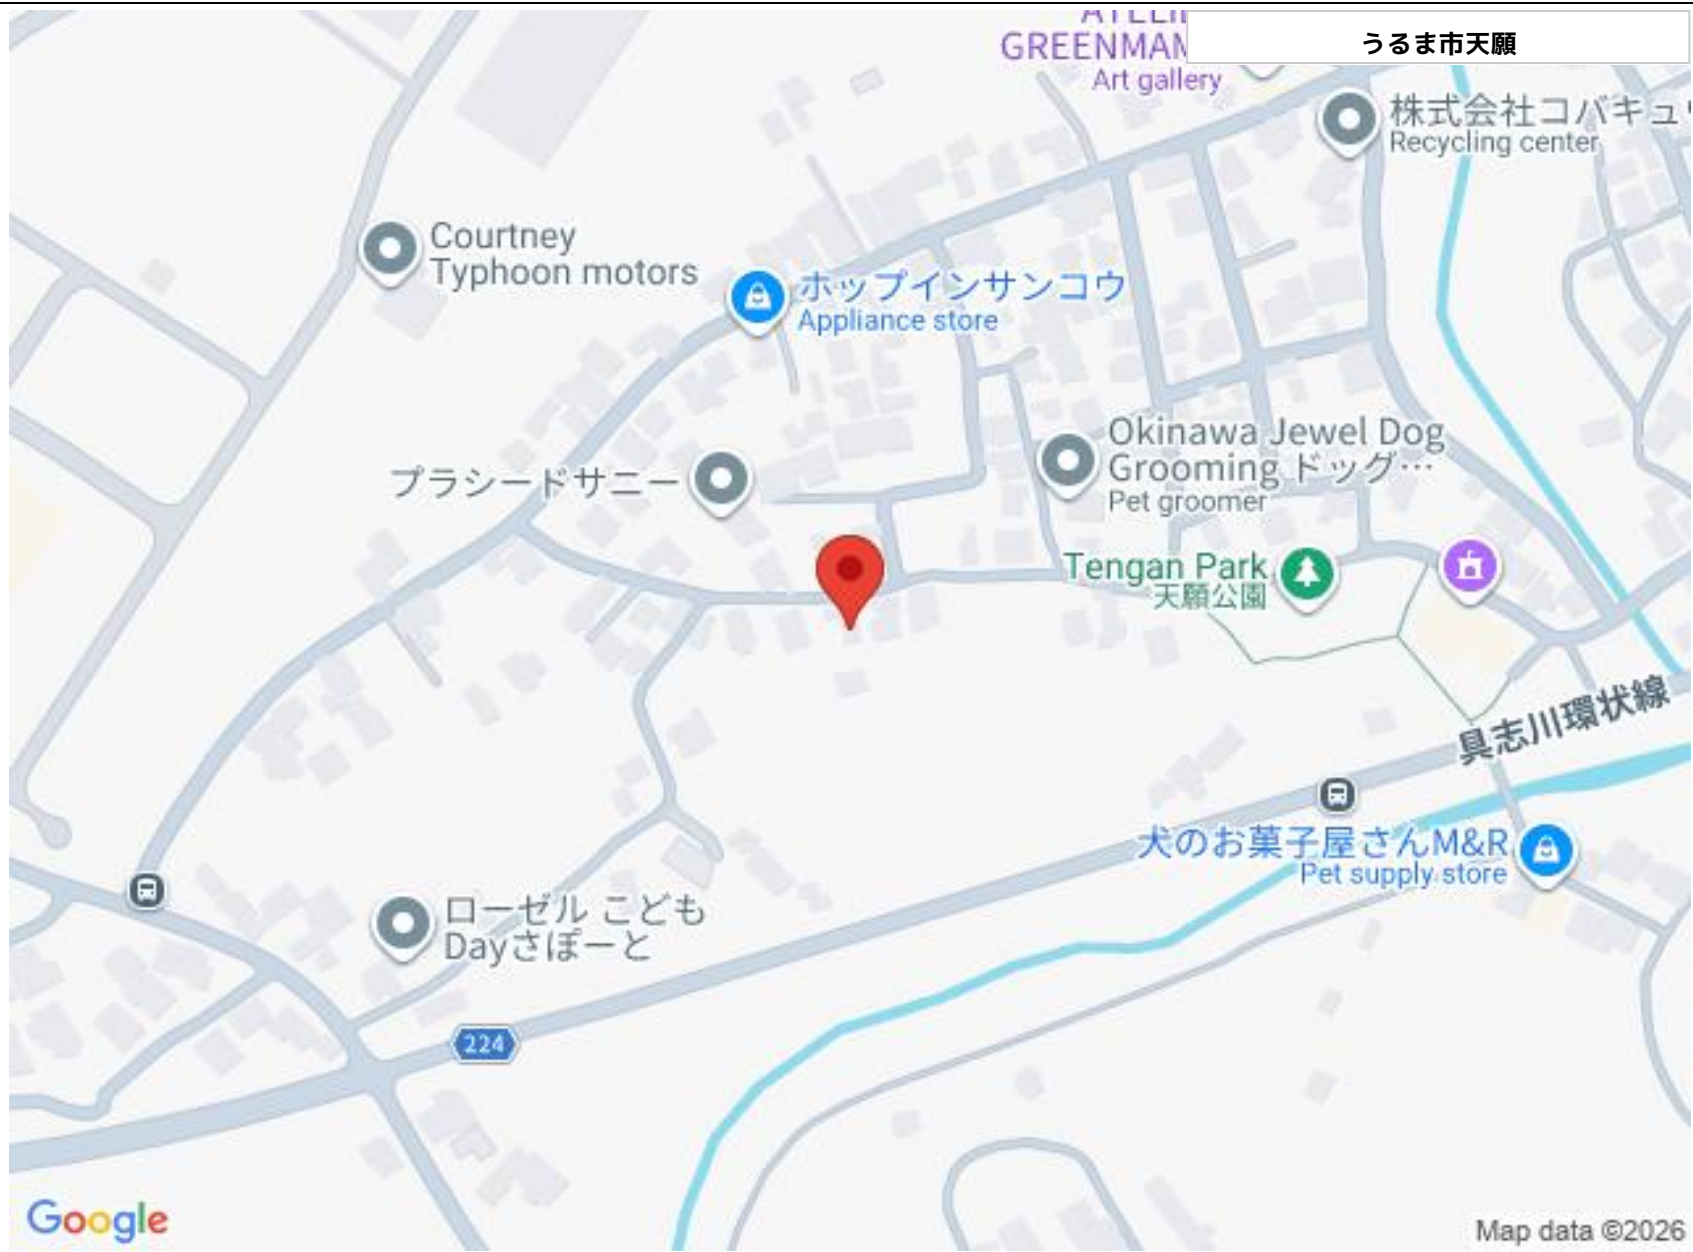 うるま市天願
GREENMAN
Art gallery
株式会社コバキュ
Recycling center
Courtney
Typhoon motors
ホップインサンコウ
Appliance store
Okinawa Jewel Dog
Grooming ドッグ…
Pet groomer
プラシードサニー
Tengan Park
天願公園
具志川環状線
犬のお菓子屋さんM&R
Pet supply store
ローゼル こども
Dayさぽーと
224
Google
Map data ©2026